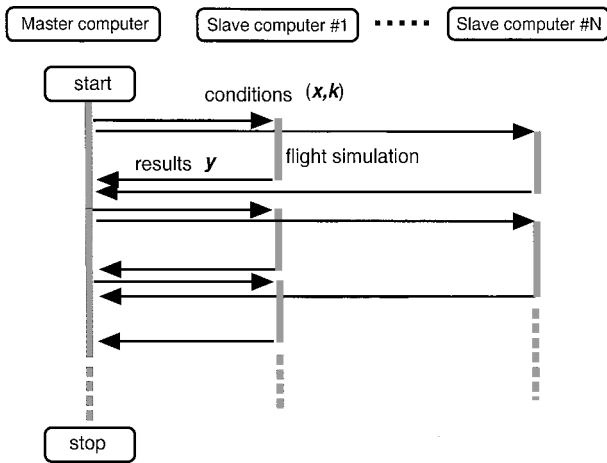 Master computer
Slave computer #1
Slave computer #N
start
conditions (x,k)
flight simulation
results y
stop